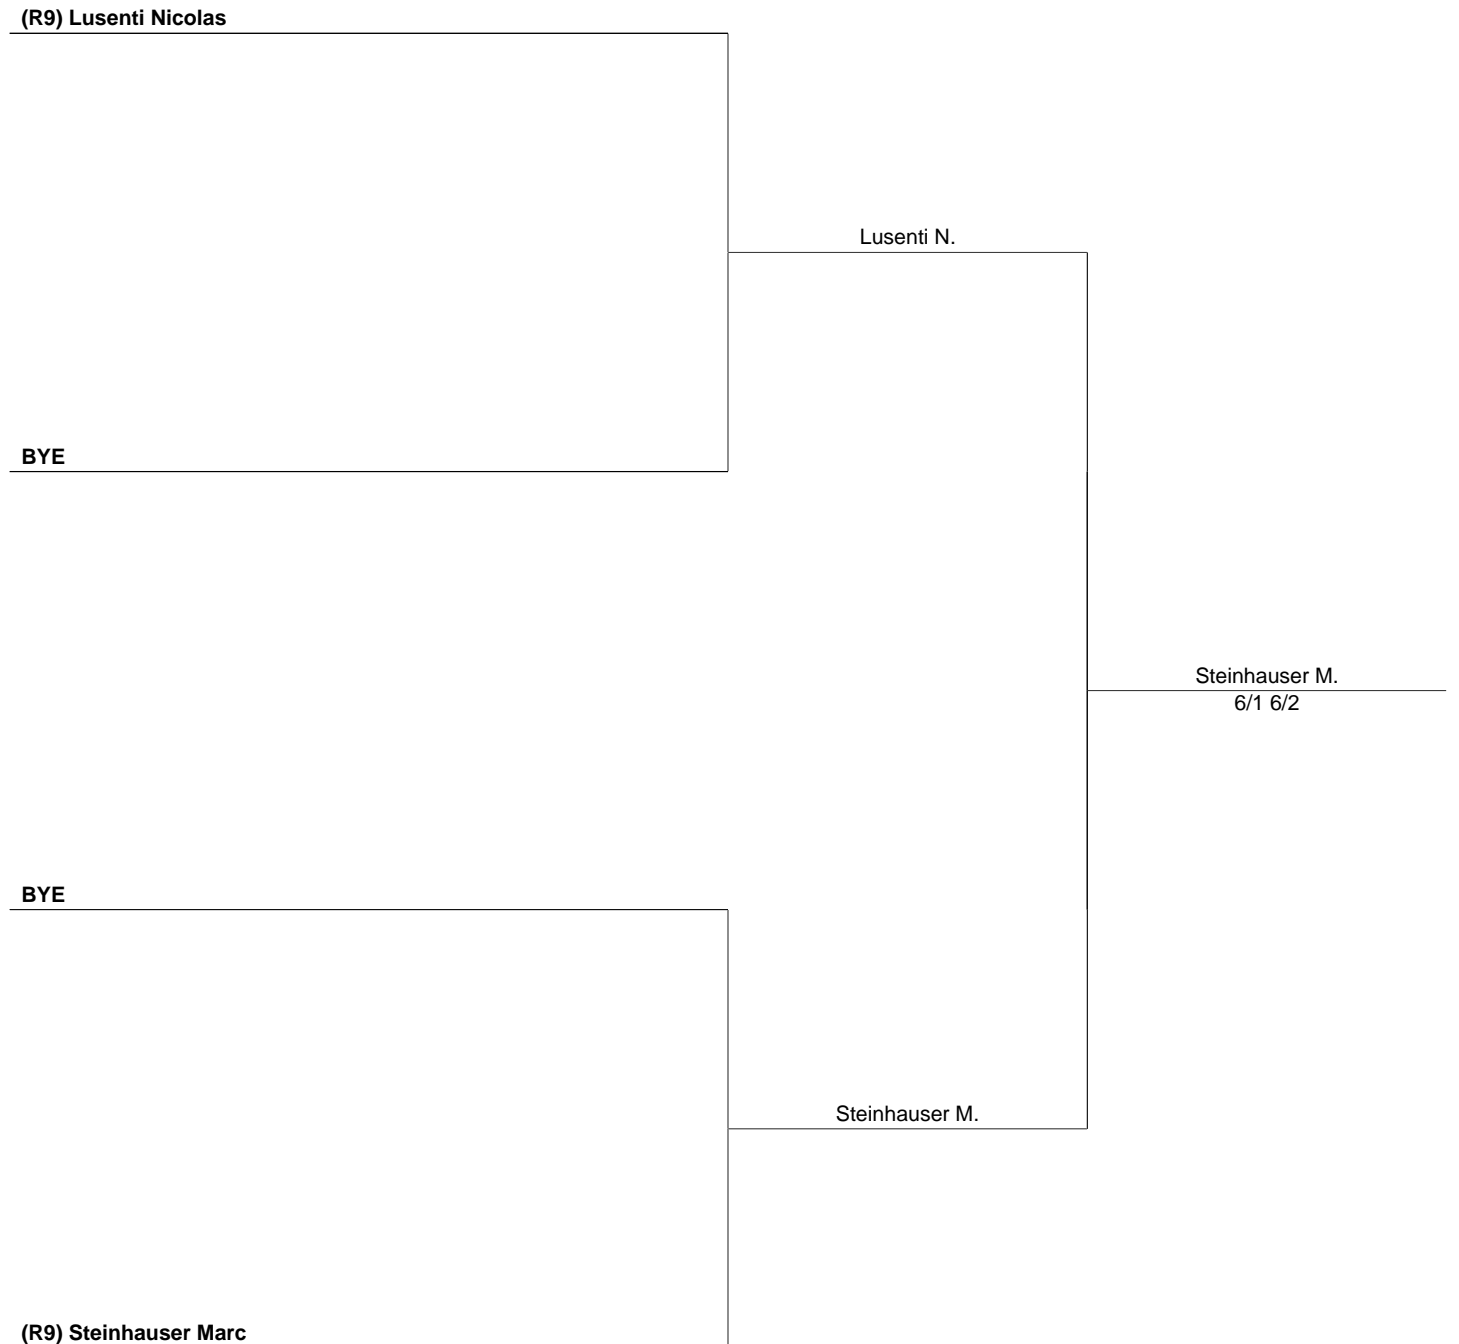 (R9) Lusenti Nicolas
Lusenti N.
BYE
Steinhauser M.
6/1 6/2
BYE
Steinhauser M.
(R9) Steinhauser Marc